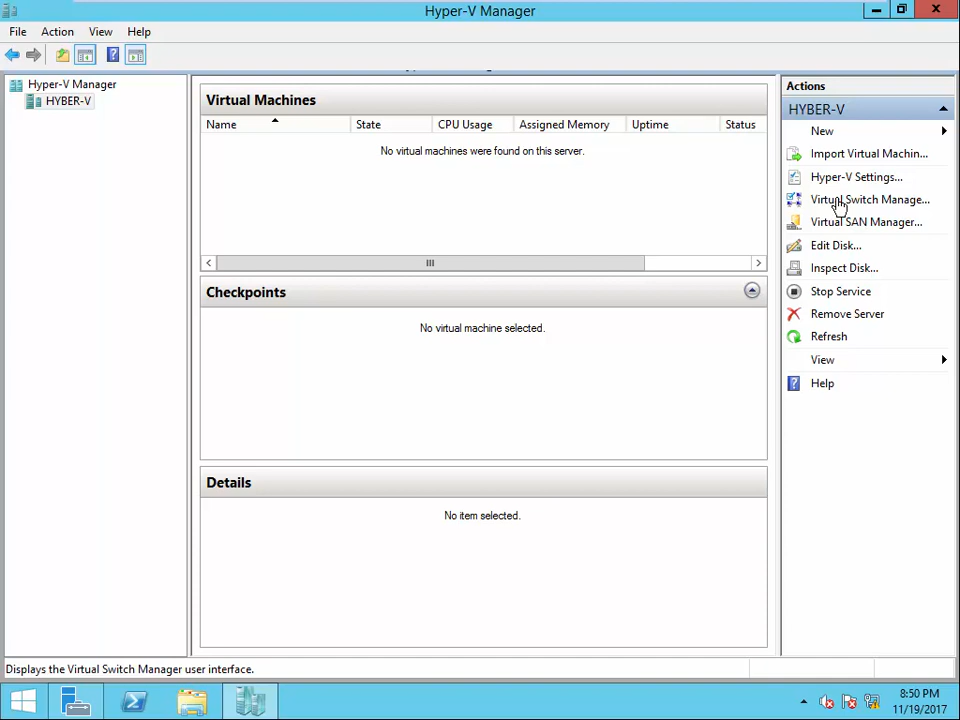 Hyper-V Manager
File Action View Help
Hyper-V Manager
HYBER-V
Virtual Machines
Name State CPU Usage Assigned Memory Uptime Status
No virtual machines were found on this server.
Checkpoints
No virtual machine selected.
Details
No item selected.
Actions
HYBER-V
New
Import Virtual Machin...
Hyper-V Settings...
Virtual Switch Manage...
Virtual SAN Manager...
Edit Disk...
Inspect Disk...
Stop Service
Remove Server
Refresh
View
Help
Displays the Virtual Switch Manager user interface.
8:50 PM
11/19/2017